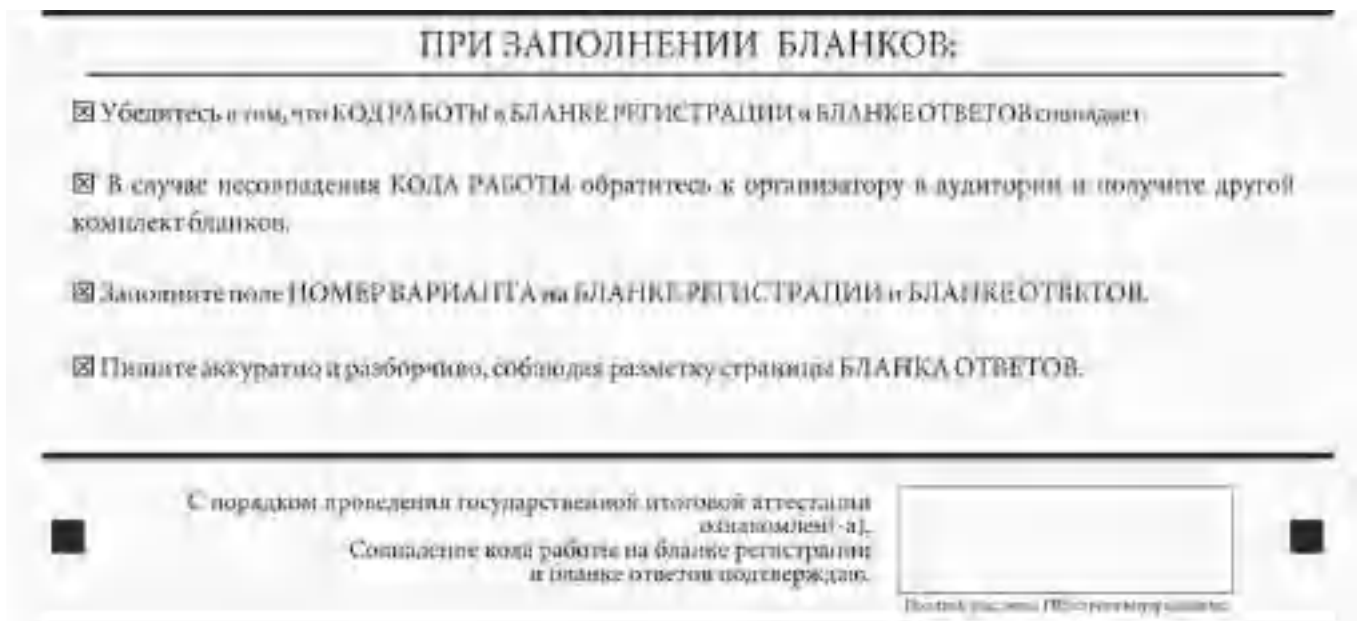 ПРИ ЗАПОЛНЕНИИ БЛАНКОВ:
☒ Убедитесь в том, что КОД РАБОТЫ в БЛАНКЕ РЕГИСТРАЦИИ и БЛАНКЕ ОТВЕТОВ совпадает.
☒ В случае несовпадения КОДА РАБОТЫ обратитесь к организатору в аудитории и получите другой
комплект бланков.
☒ Заполните поле НОМЕР ВАРИАНТА на БЛАНКЕ РЕГИСТРАЦИИ и БЛАНКЕ ОТВЕТОВ.
☒ Пишите аккуратно и разборчиво, соблюдая разметку страницы БЛАНКА ОТВЕТОВ.
С порядком проведения государственной итоговой аттестации
ознакомлен(-а).
Совпадение кода работы на бланке регистрации
и бланке ответов подтверждаю.